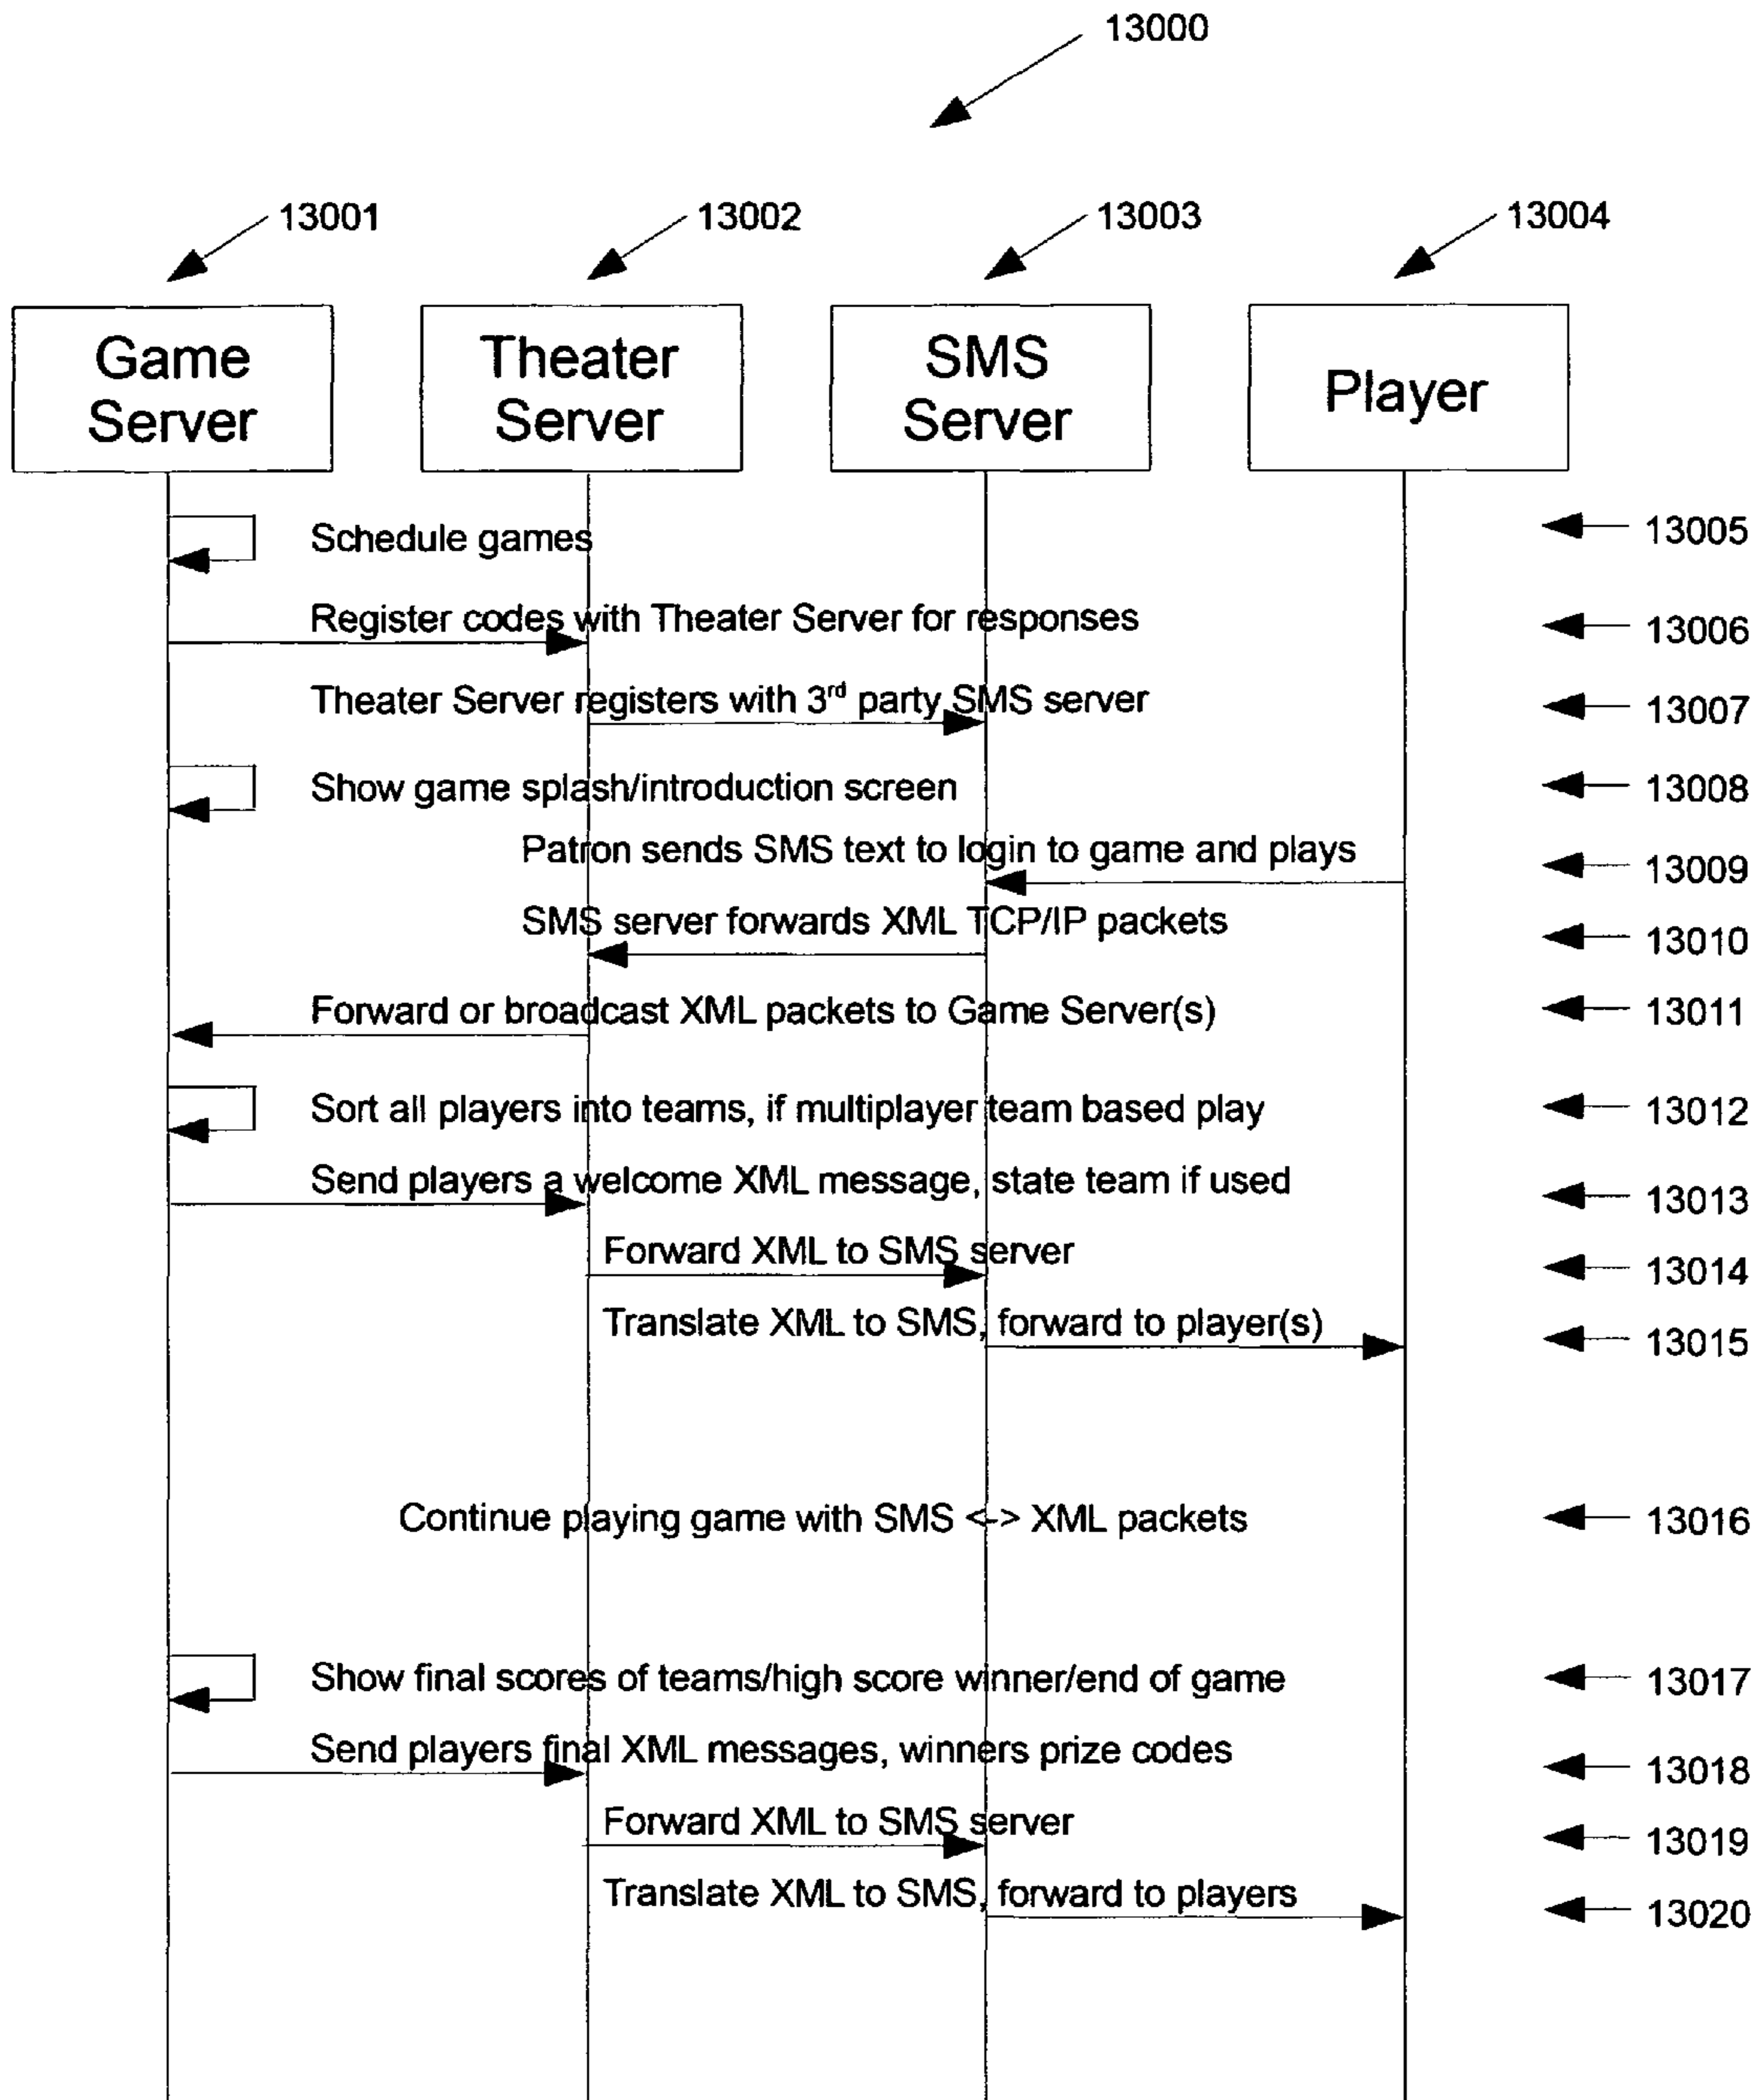 13000
13001
13002
13003
13004
Game
Server
Theater
Server
SMS
Server
Player
Schedule games
13005
Register codes with Theater Server for responses
13006
Theater Server registers with 3rd party SMS server
13007
Show game splash/introduction screen
13008
Patron sends SMS text to login to game and plays
13009
SMS server forwards XML TCP/IP packets
13010
Forward or broadcast XML packets to Game Server(s)
13011
Sort all players into teams, if multiplayer team based play
13012
Send players a welcome XML message, state team if used
13013
Forward XML to SMS server
13014
Translate XML to SMS, forward to player(s)
13015
Continue playing game with SMS <-> XML packets
13016
Show final scores of teams/high score winner/end of game
13017
Send players final XML messages, winners prize codes
13018
Forward XML to SMS server
13019
Translate XML to SMS, forward to players
13020